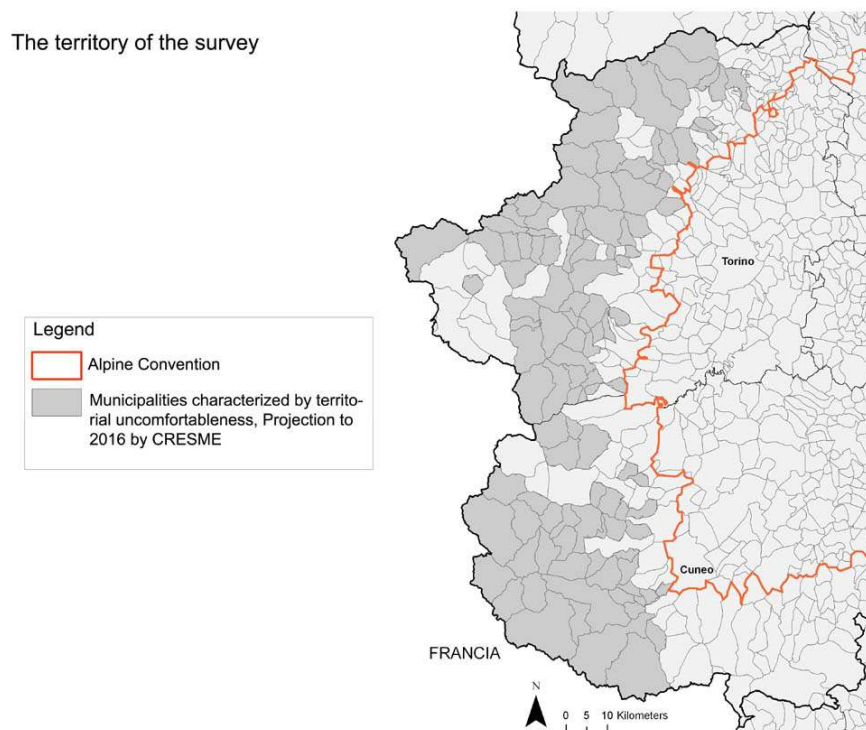 The territory of the survey
Torino
Legend
Alpine Convention
Municipalities characterized by territo-
rial uncomfortableness, Projection to
2016 by CRESME
Cuneo
FRANCIA
N
0 5 10 Kilometers